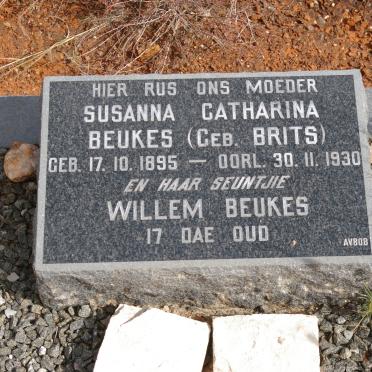 HIER RUS ONS MOEDER
SUSANNA CATHARINA
BEUKES (GEB. BRITS)
GEB. 17. 10. 1895 — OORL. 30. 11. 1930
EN HAAR SEUNTJIE
WILLEM BEUKES
17 DAE OUD
AVBOB